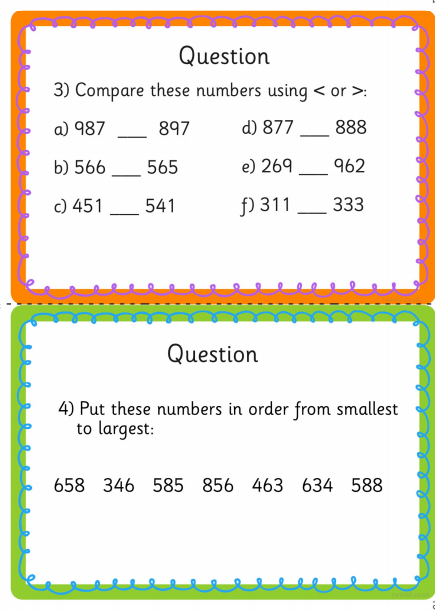 Question
3) Compare these numbers using < or >:
a) 987 ___ 897
d) 877 ___ 888
b) 566 ___ 565
e) 269 ___ 962
c) 451 ___ 541
f) 311 ___ 333
Question
4) Put these numbers in order from smallest
to largest:
658 346 585 856 463 634 588